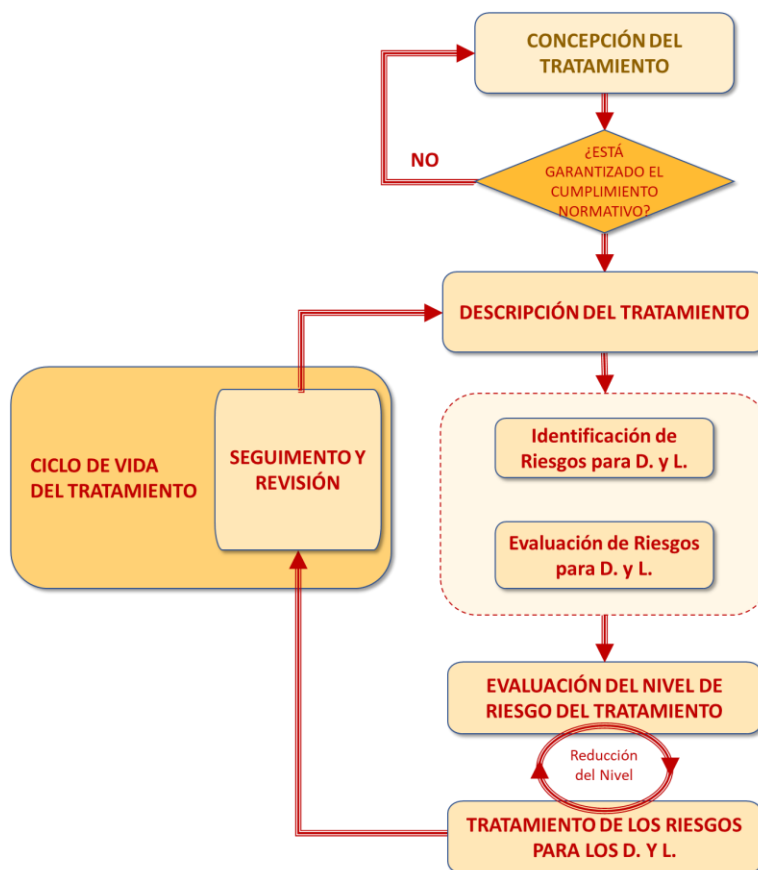 CONCEPCIÓN DEL
TRATAMIENTO
¿ESTÁ
GARANTIZADO EL
CUMPLIMIENTO
NORMATIVO?
NO
DESCRIPCIÓN DEL TRATAMIENTO
CICLO DE VIDA
DEL TRATAMIENTO
SEGUIMENTO Y
REVISIÓN
Identificación de
Riesgos para D. y L.
Evaluación de Riesgos
para D. y L.
EVALUACIÓN DEL NIVEL DE
RIESGO DEL TRATAMIENTO
Reducción
del Nivel
TRATAMIENTO DE LOS RIESGOS
PARA LOS D. Y L.